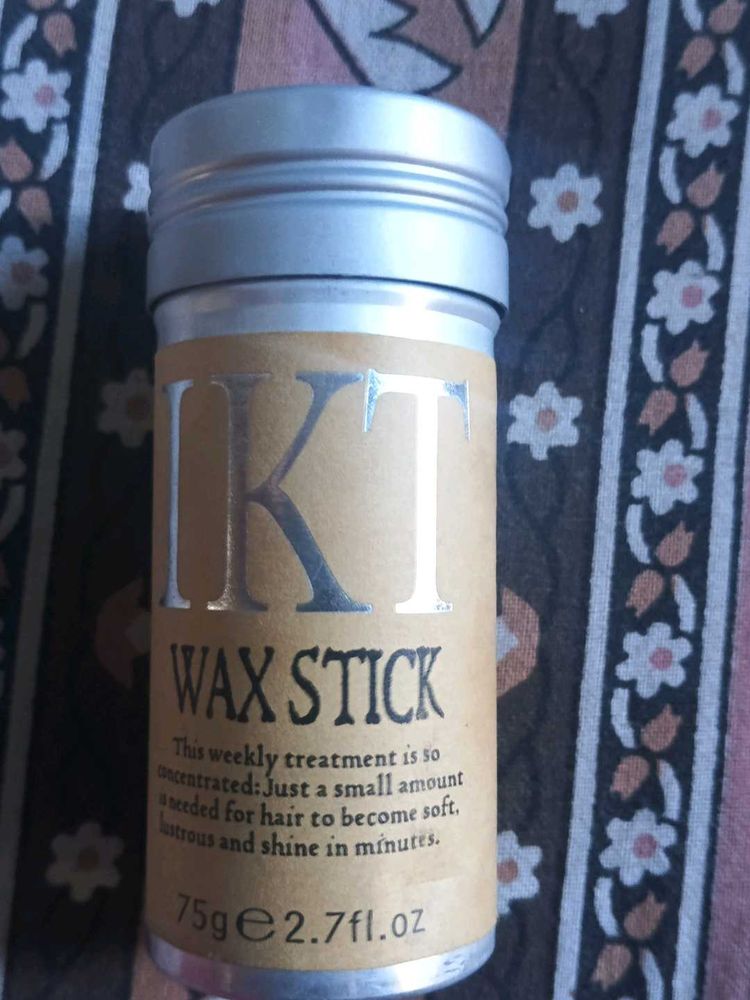 IKT
WAX STICK
This weekly treatment is so
concentrated: Just a small amount
is needed for hair to become soft,
lustrous and shine in minutes.
75g ℮ 2.7fl.oz